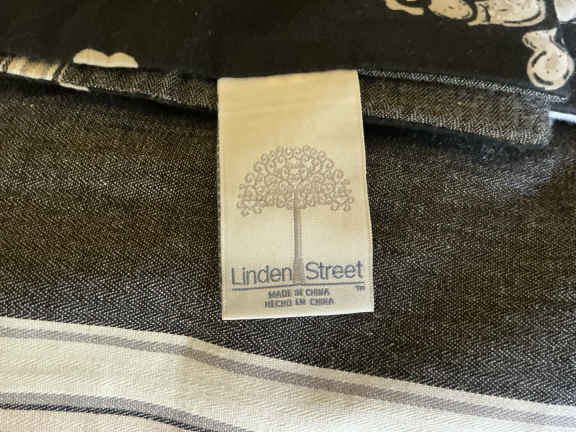 Linden Street
™
MADE IN CHINA
HECHO EN CHINA